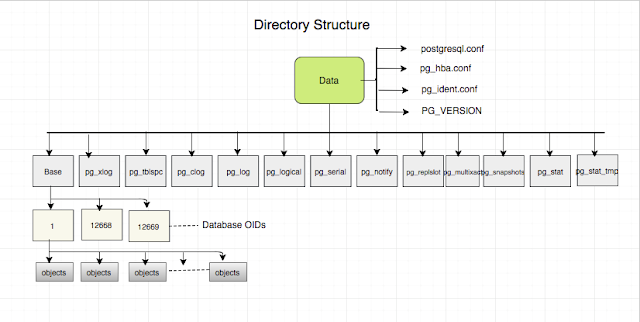 Directory Structure
Data
postgresql.conf
pg_hba.conf
pg_ident.conf
PG_VERSION
Base
pg_xlog
pg_tblspc
pg_clog
pg_log
pg_logical
pg_serial
pg_notify
pg_replslot
pg_multixact
pg_snapshots
pg_stat
pg_stat_tmp
1
12668
12669
Database OIDs
objects
objects
objects
objects